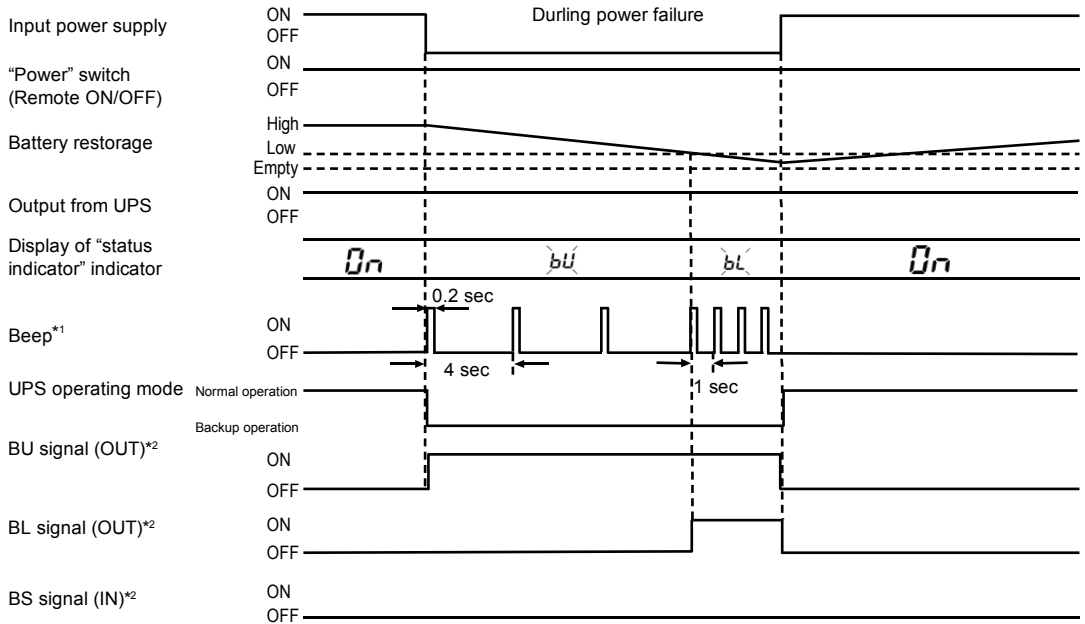 Input power supply ON Durling power failure
OFF
"Power" switch
(Remote ON/OFF) ON
OFF
Battery restorage High
Low
Empty
Output from UPS ON
OFF
Display of "status
indicator" indicator On bU bL On
0.2 sec
Beep*1 ON
OFF
4 sec 1 sec
UPS operating mode Normal operation
Backup operation
BU signal (OUT)*2 ON
OFF
BL signal (OUT)*2 ON
OFF
BS signal (IN)*2 ON
OFF